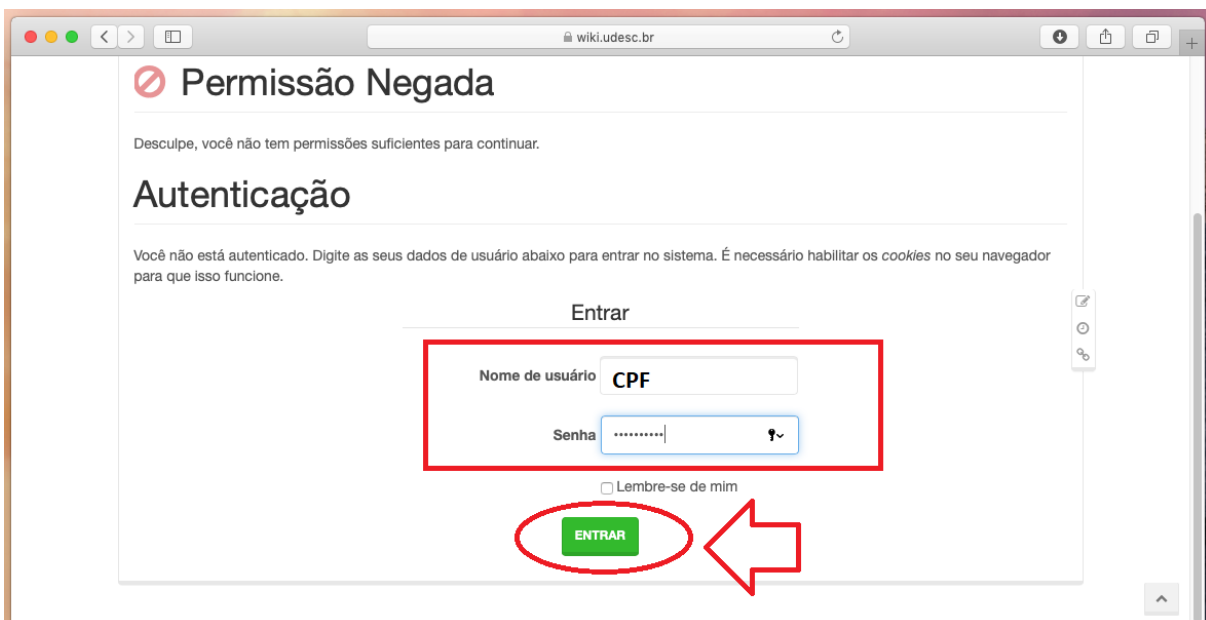 wiki.udesc.br
Permissão Negada
Desculpe, você não tem permissões suficientes para continuar.
Autenticação
Você não está autenticado. Digite as seus dados de usuário abaixo para entrar no sistema. É necessário habilitar os cookies no seu navegador
para que isso funcione.
Entrar
Nome de usuário CPF
Senha ••••••••••
Lembre-se de mim
ENTRAR